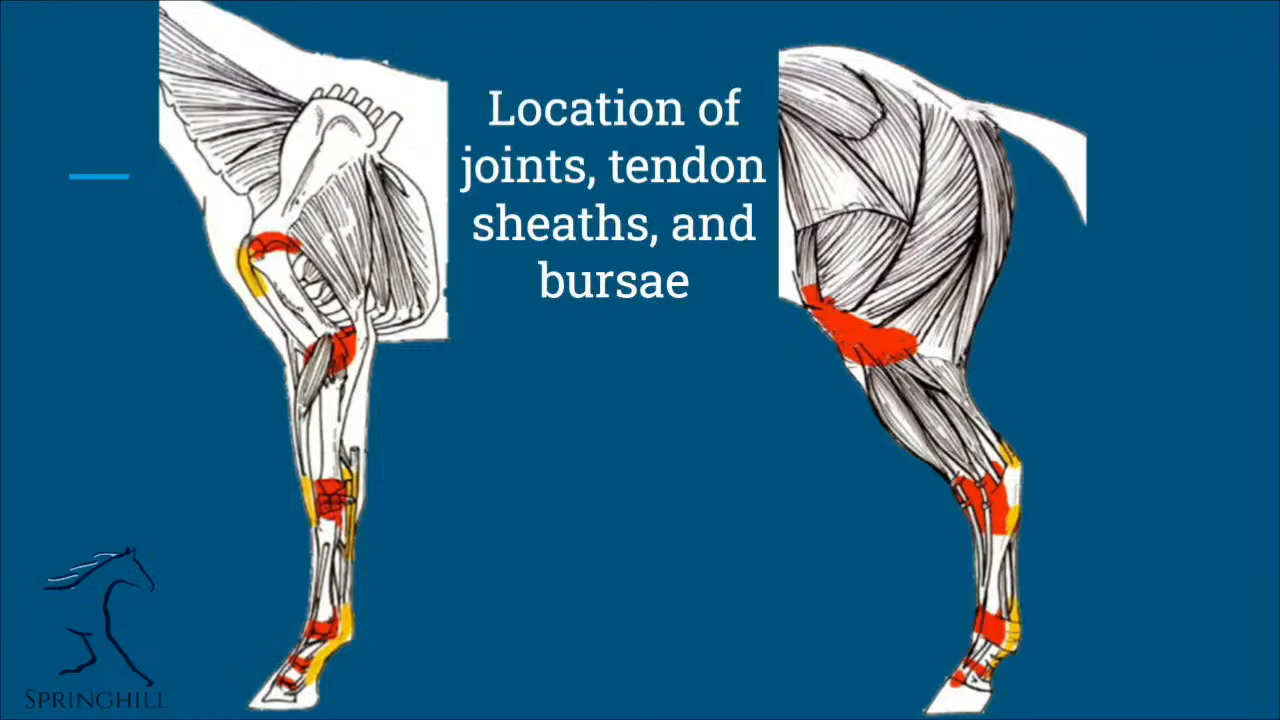 Location of
joints, tendon
sheaths, and
bursae
SPRINGHILL